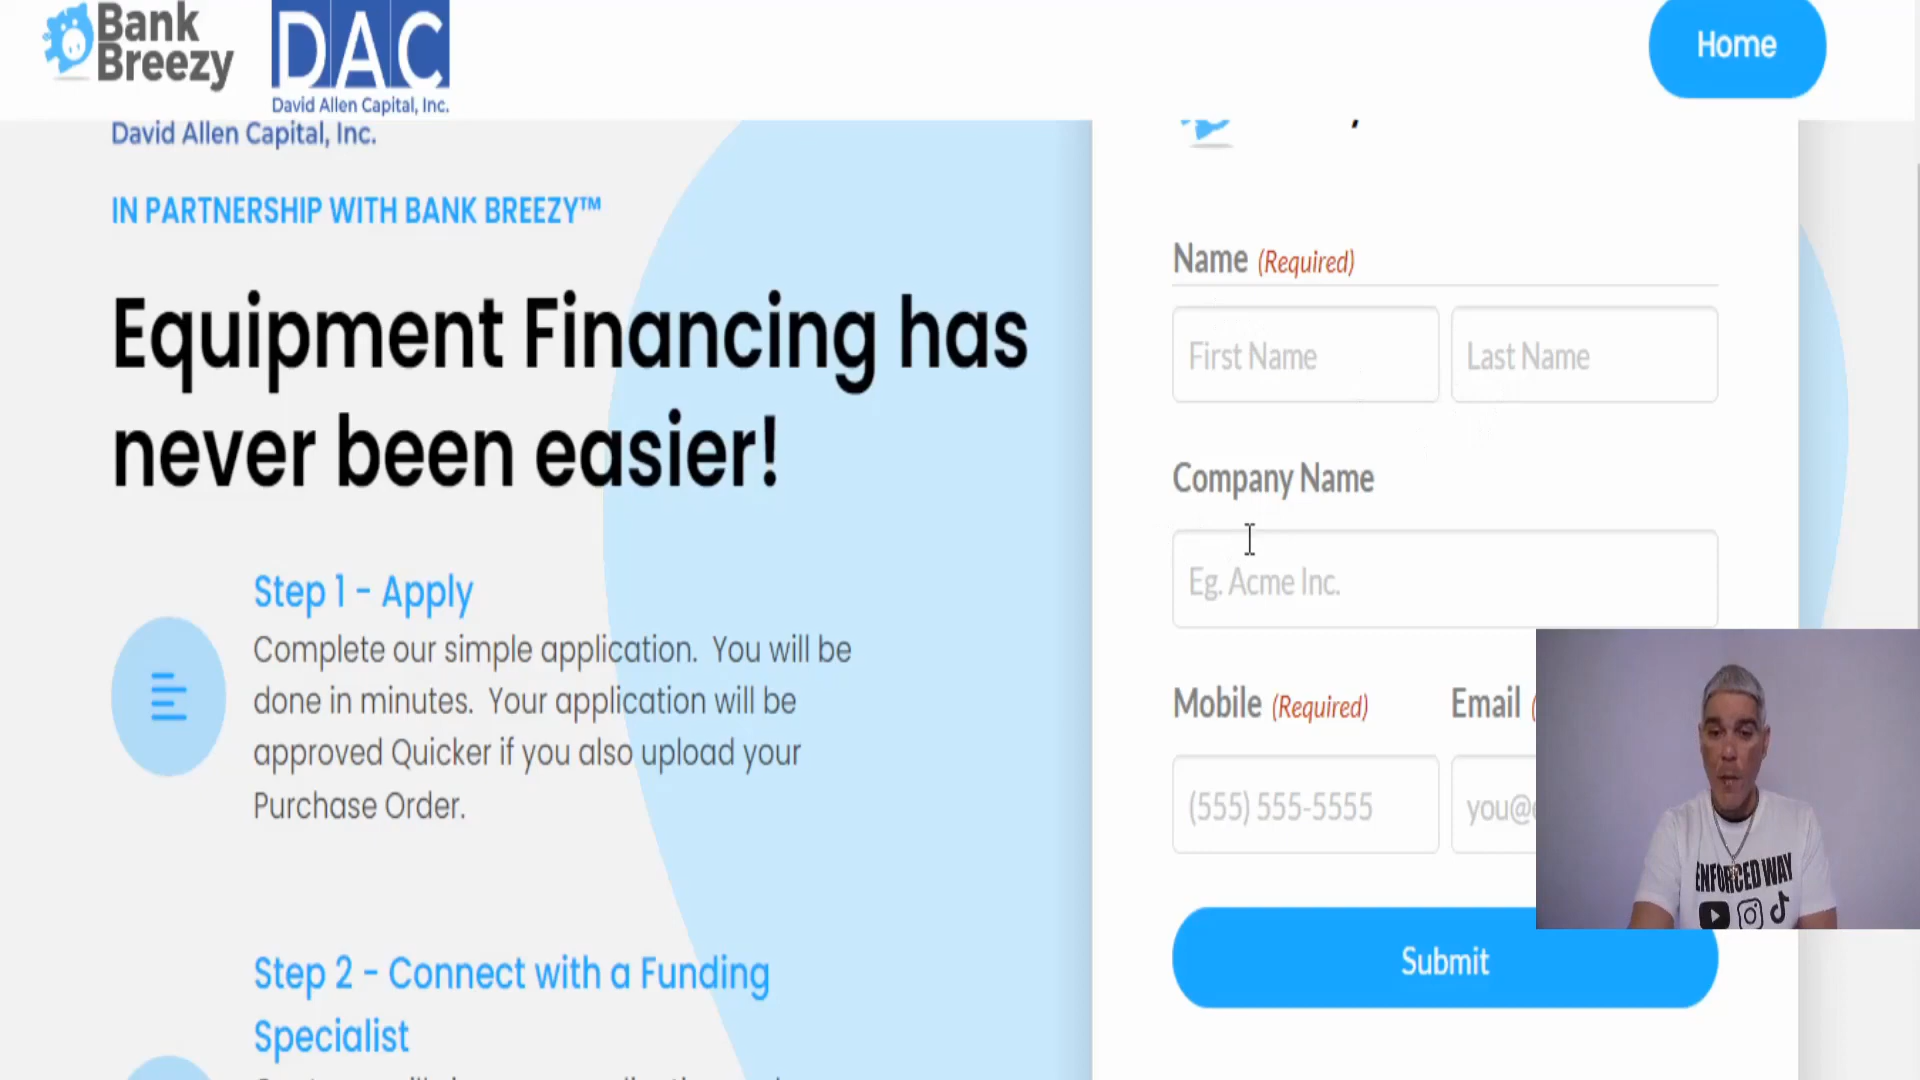 Bank
Breezy
DAC
David Allen Capital, Inc.
Home
David Allen Capital, Inc.
IN PARTNERSHIP WITH BANK BREEZY™
Equipment Financing has
never been easier!
Step 1 - Apply
Complete our simple application. You will be
done in minutes. Your application will be
approved Quicker if you also upload your
Purchase Order.
Step 2 - Connect with a Funding
Specialist
Name (Required)
First Name
Last Name
Company Name
Eg. Acme Inc.
Mobile (Required)
Email
(555) 555-5555
you@
Submit
ENFORCED WAY